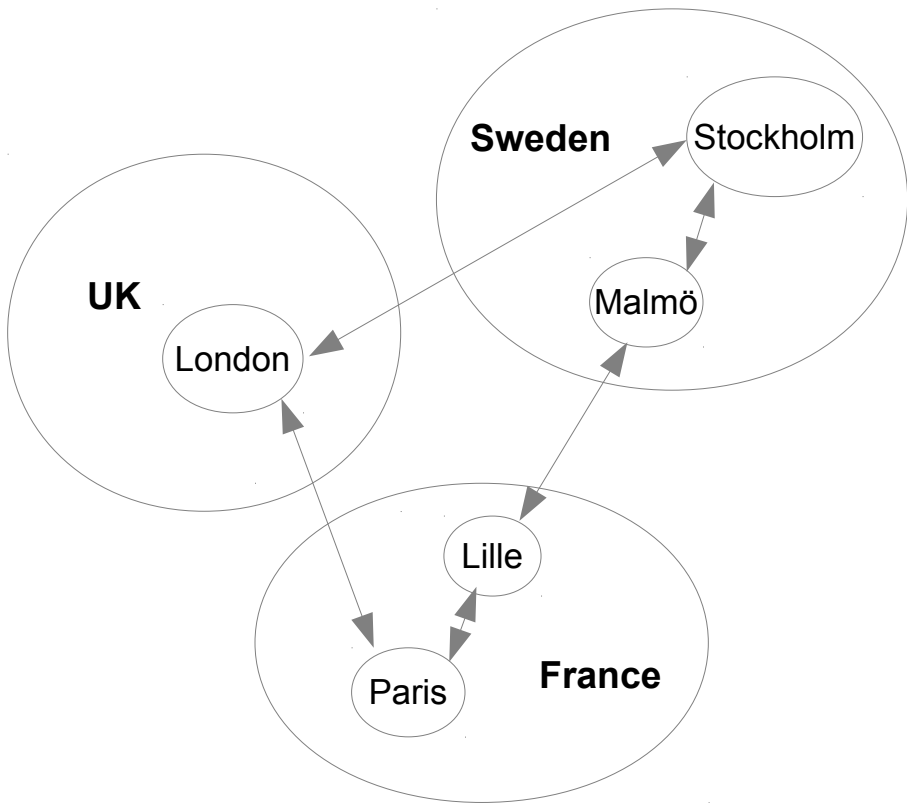 Sweden
Stockholm
UK
Malmö
London
Lille
France
Paris